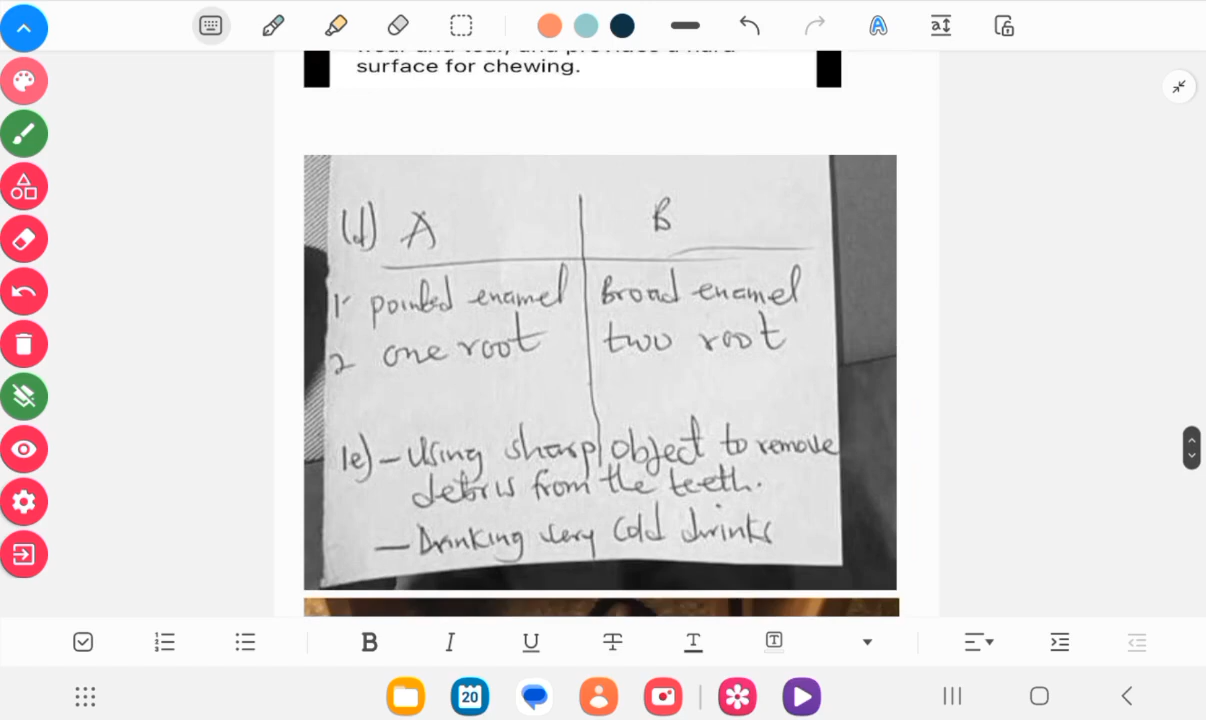 surface for chewing.
(d) A | B
1. pointed enamel | Broad enamel
2 one root | two root
1e) – Using sharp object to remove
debris from the teeth.
– Drinking very cold drinks
B I U T T T
20